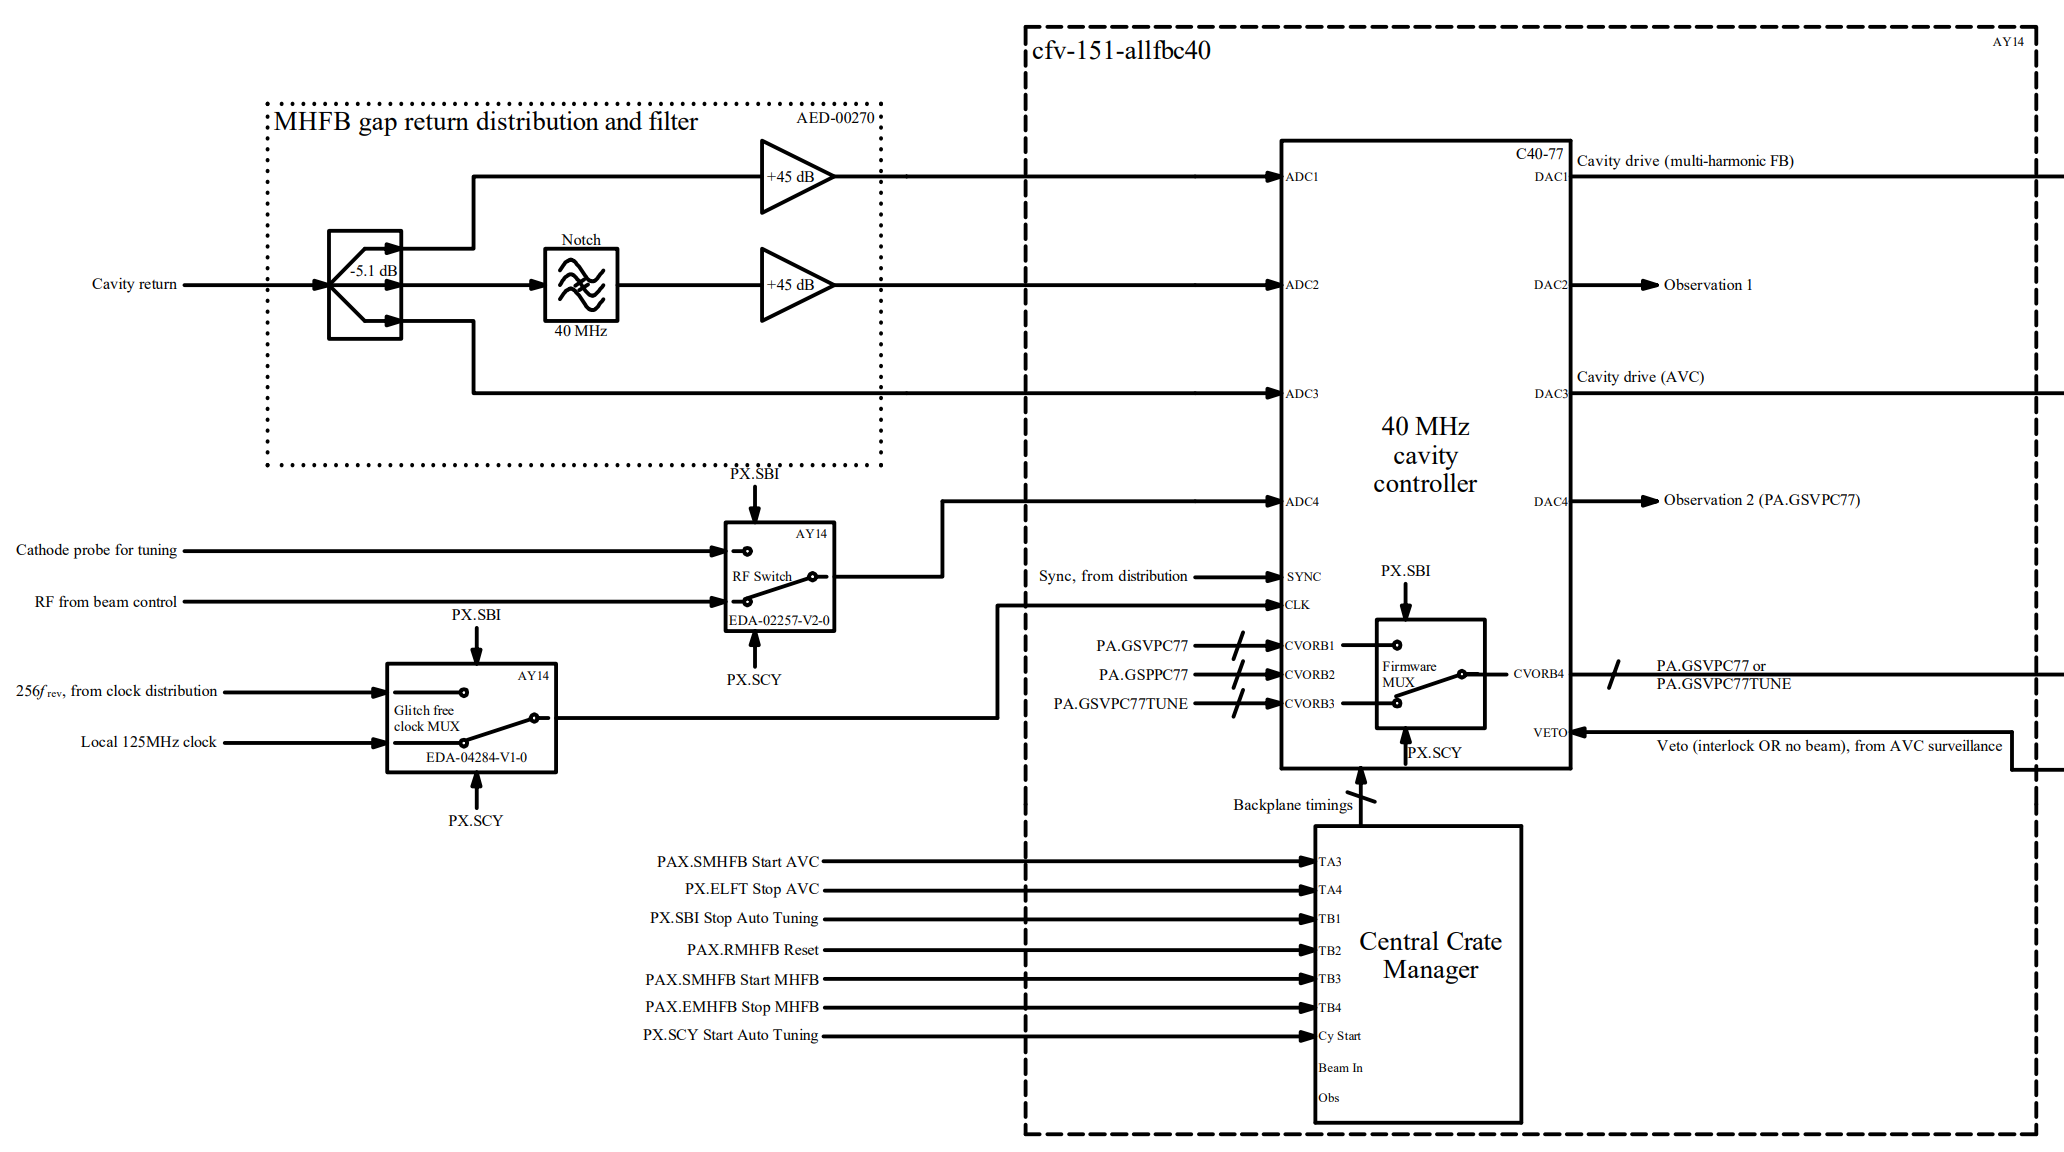 cfv-151-allfbc40
AY14
MHFB gap return distribution and filter
AED-00270
+45 dB
Notch
-5.1 dB
Cavity return
+45 dB
40 MHz
C40-77
Cavity drive (multi-harmonic FB)
ADC1
DAC1
ADC2
DAC2
Observation 1
Cavity drive (AVC)
ADC3
DAC3
40 MHz
cavity
controller
ADC4
DAC4
Observation 2 (PA.GSVPC77)
PX.SBI
AY14
Cathode probe for tuning
RF Switch
RF from beam control
EDA-02257-V2-0
PX.SCY
PX.SBI
AY14
256frev, from clock distribution
Glitch free
clock MUX
Local 125MHz clock
EDA-04284-V1-0
PX.SCY
Sync, from distribution
SYNC
CLK
PX.SBI
PA.GSVPC77
CVORB1
PA.GSPPC77
CVORB2
PA.GSVPC77TUNE
CVORB3
Firmware
MUX
CVORB4
PA.GSVPC77 or
PA.GSVPC77TUNE
PX.SCY
VETO
Veto (interlock OR no beam), from AVC surveillance
Backplane timings
PAX.SMHFB Start AVC
TA3
PX.ELFT Stop AVC
TA4
PX.SBI Stop Auto Tuning
TB1
PAX.RMHFB Reset
TB2
PAX.SMHFB Start MHFB
TB3
PAX.EMHFB Stop MHFB
TB4
PX.SCY Start Auto Tuning
Cy Start
Beam In
Obs
Central Crate
Manager